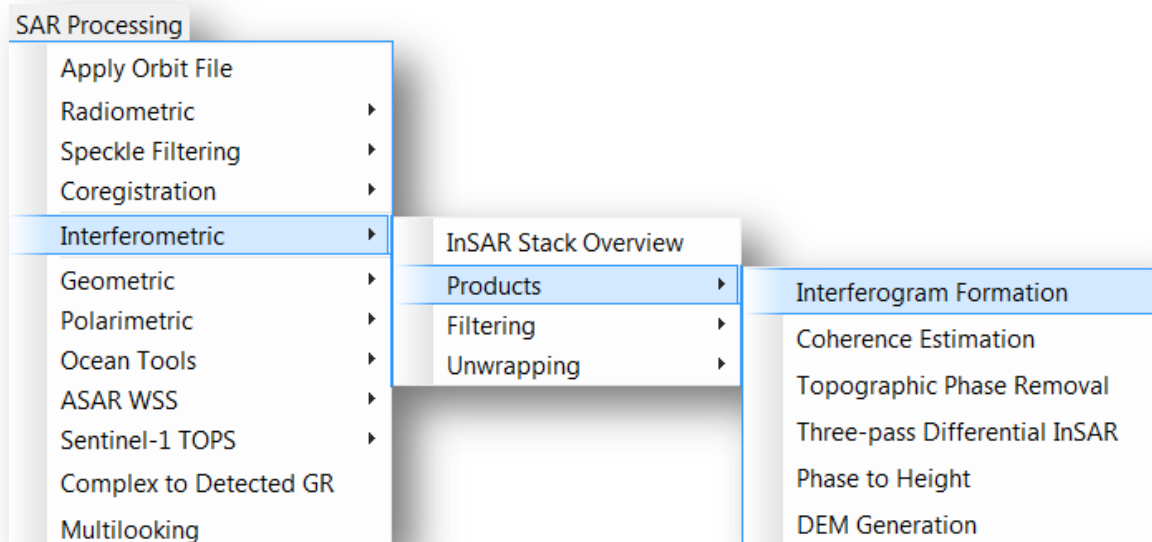 SAR Processing
Apply Orbit File
Radiometric
Speckle Filtering
Coregistration
Interferometric
Geometric
Polarimetric
Ocean Tools
ASAR WSS
Sentinel-1 TOPS
Complex to Detected GR
Multilooking
InSAR Stack Overview
Products
Filtering
Unwrapping
Interferogram Formation
Coherence Estimation
Topographic Phase Removal
Three-pass Differential InSAR
Phase to Height
DEM Generation